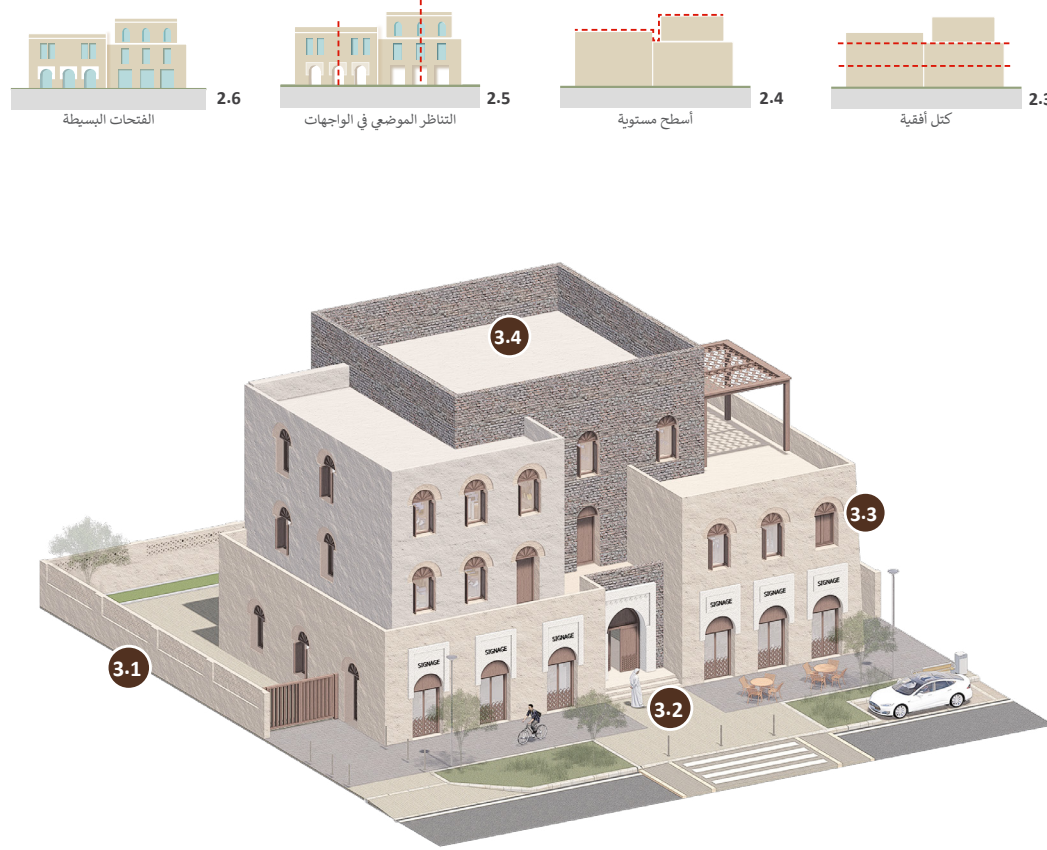 2.3
كتل أفقية
2.4
أسطح مستوية
2.5
التناظر الموضعي في الواجهات
2.6
الفتحات البسيطة
3.4
3.3
SIGNAGE
SIGNAGE
SIGNAGE
SIGNAGE
SIGNAGE
SIGNAGE
3.1
3.2